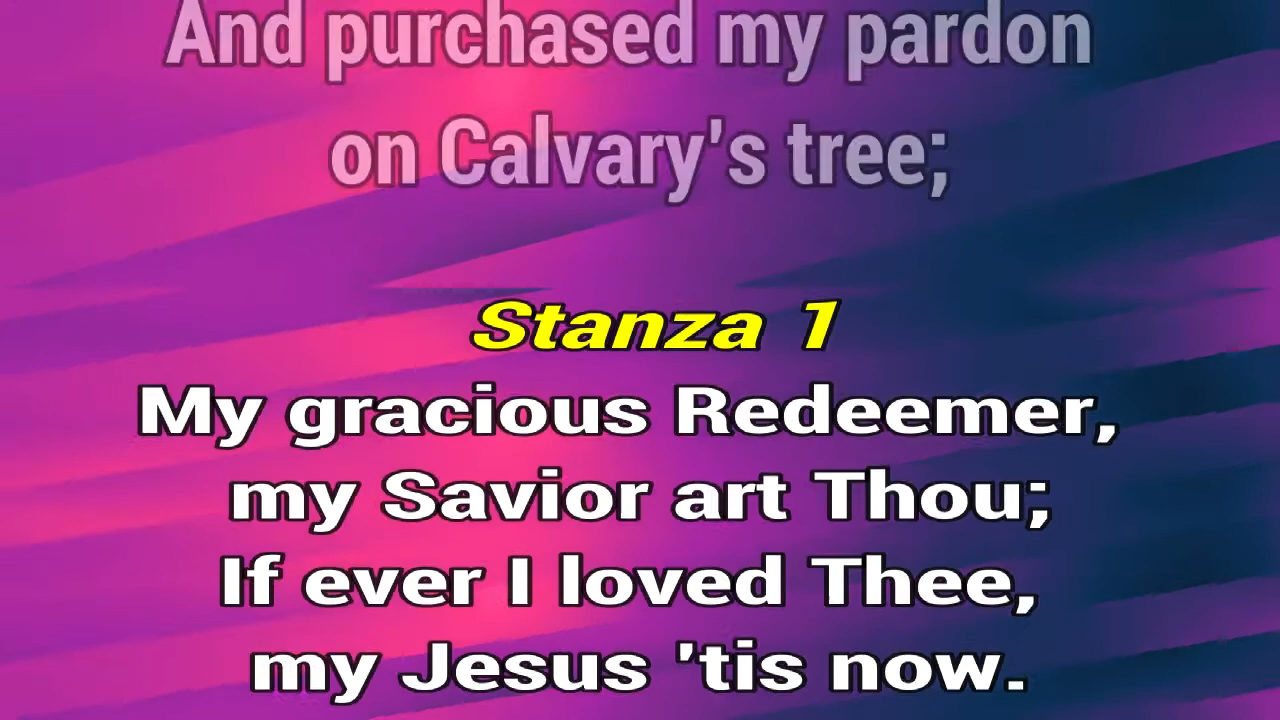 And purchased my pardon
on Calvary's tree;
Stanza 1
My gracious Redeemer,
my Savior art Thou;
If ever I loved Thee,
my Jesus 'tis now.